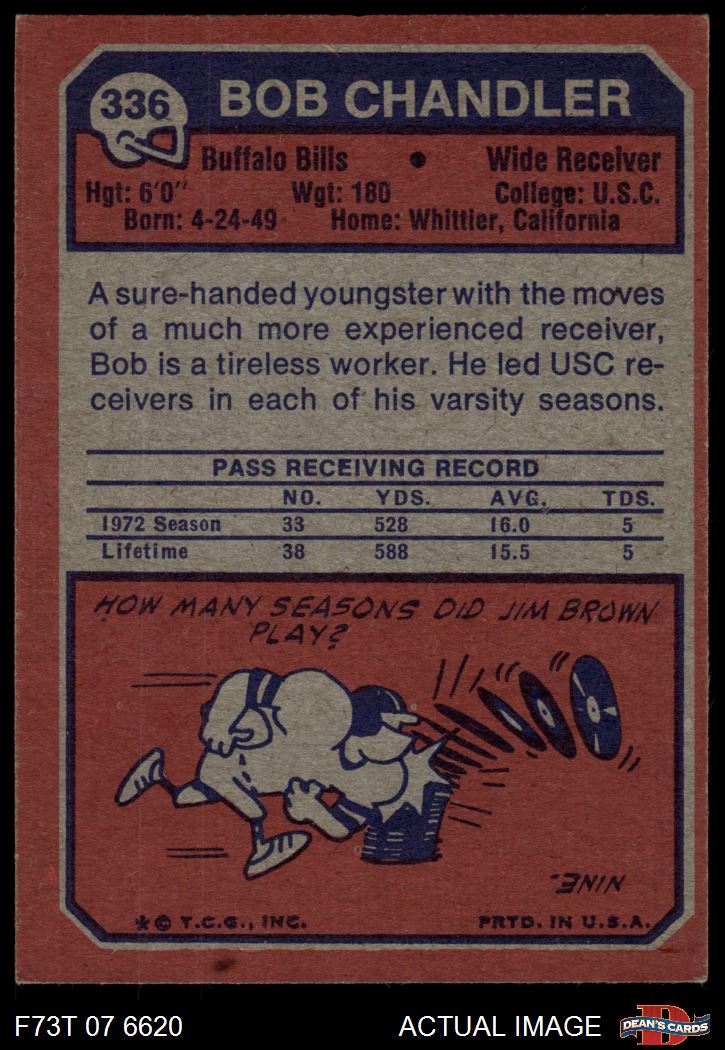 336
BOB CHANDLER
Buffalo Bills • Wide Receiver
Hgt: 6'0" Wgt: 180 College: U.S.C.
Born: 4-24-49 Home: Whittier, California
A sure-handed youngster with the moves
of a much more experienced receiver,
Bob is a tireless worker. He led USC re-
ceivers in each of his varsity seasons.
PASS RECEIVING RECORD
NO. YDS. AVG. TDS.
1972 Season 33 528 16.0 5
Lifetime 38 588 15.5 5
HOW MANY SEASONS DID JIM BROWN
PLAY?
NINE.
* © T.C.G., INC. PRTD. IN U.S.A.
F73T 07 6620 ACTUAL IMAGE
D
DEAN'S CARDS